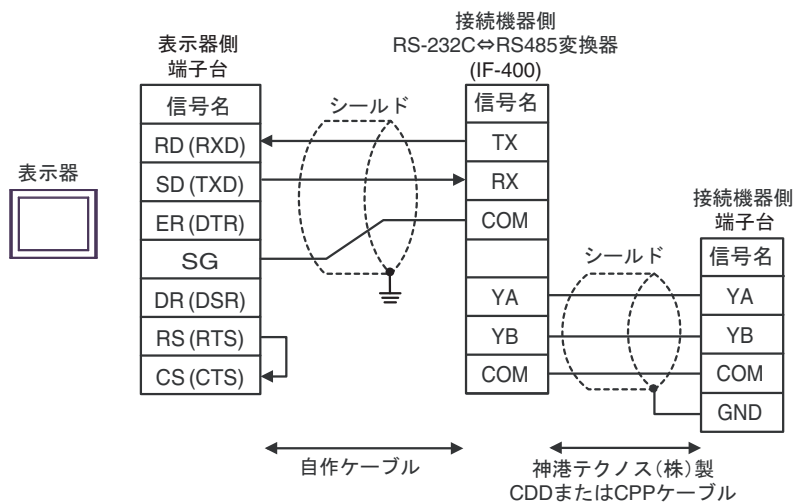 接続機器側
RS-232C⇔RS485変換器
(IF-400)
表示器側
端子台
信号名
RD (RXD)
SD (TXD)
ER (DTR)
SG
DR (DSR)
RS (RTS)
CS (CTS)
シールド
信号名
TX
RX
COM
YA
YB
COM
表示器
接続機器側
端子台
シールド
信号名
YA
YB
COM
GND
自作ケーブル
神港テクノス(株)製
CDDまたはCPPケーブル